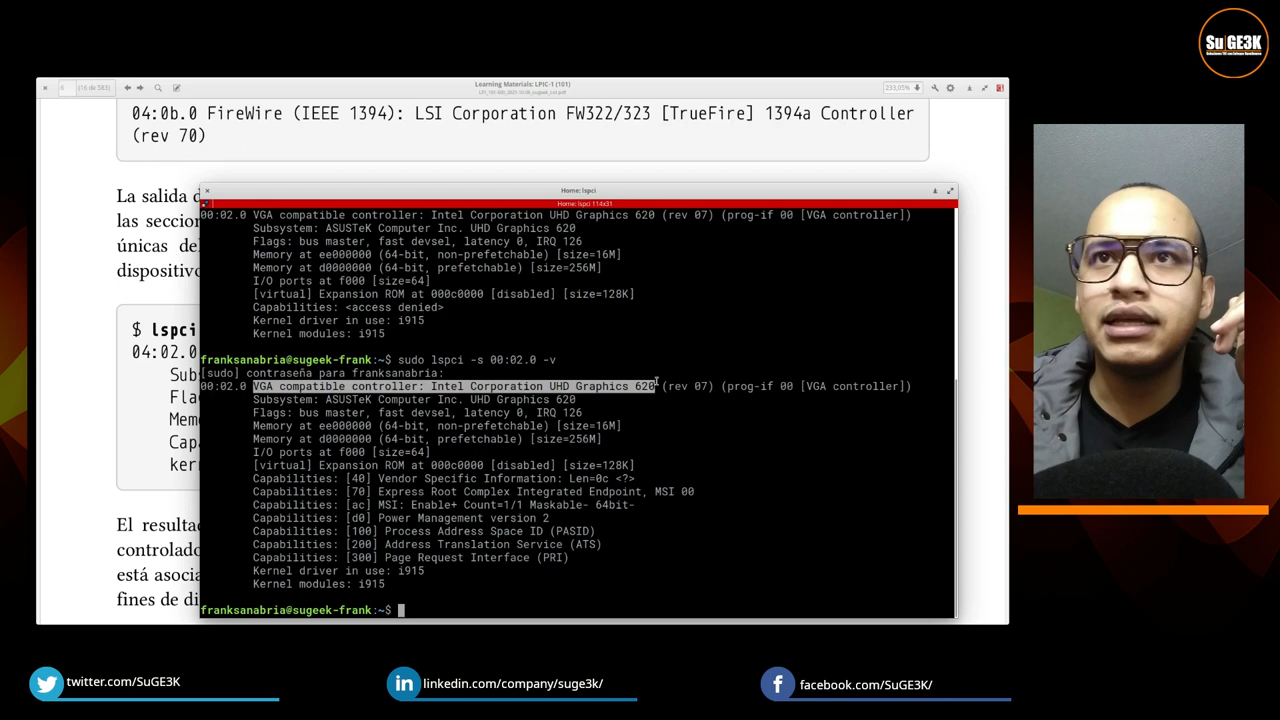 SuGE3K
Learning Materials: LPIC-1 (101)
(16 de 583)
233,05%
04:0b.0 FireWire (IEEE 1394): LSI Corporation FW322/323 [TrueFire] 1394a Controller
(rev 70)
La salida d
las seccion
únicas del
dispositivo
$ lspci
04:02.0
Sub
Fla
Mem
Cap
ker
El resulta
controlado
está asocia
fines de di
Home: lspci
Home: lspci 114x31
00:02.0 VGA compatible controller: Intel Corporation UHD Graphics 620 (rev 07) (prog-if 00 [VGA controller])
Subsystem: ASUSTeK Computer Inc. UHD Graphics 620
Flags: bus master, fast devsel, latency 0, IRQ 126
Memory at ee000000 (64-bit, non-prefetchable) [size=16M]
Memory at d0000000 (64-bit, prefetchable) [size=256M]
I/O ports at f000 [size=64]
[virtual] Expansion ROM at 000c0000 [disabled] [size=128K]
Capabilities: <access denied>
Kernel driver in use: i915
Kernel modules: i915
franksanabria@sugeek-frank:~$ sudo lspci -s 00:02.0 -v
[sudo] contraseña para franksanabria:
00:02.0 VGA compatible controller: Intel Corporation UHD Graphics 620 (rev 07) (prog-if 00 [VGA controller])
Subsystem: ASUSTeK Computer Inc. UHD Graphics 620
Flags: bus master, fast devsel, latency 0, IRQ 126
Memory at ee000000 (64-bit, non-prefetchable) [size=16M]
Memory at d0000000 (64-bit, prefetchable) [size=256M]
I/O ports at f000 [size=64]
[virtual] Expansion ROM at 000c0000 [disabled] [size=128K]
Capabilities: [40] Vendor Specific Information: Len=0c <?>
Capabilities: [70] Express Root Complex Integrated Endpoint, MSI 00
Capabilities: [ac] MSI: Enable+ Count=1/1 Maskable- 64bit-
Capabilities: [d0] Power Management version 2
Capabilities: [100] Process Address Space ID (PASID)
Capabilities: [200] Address Translation Service (ATS)
Capabilities: [300] Page Request Interface (PRI)
Kernel driver in use: i915
Kernel modules: i915
franksanabria@sugeek-frank:~$
twitter.com/SuGE3K
linkedin.com/company/suge3k/
facebook.com/SuGE3K/